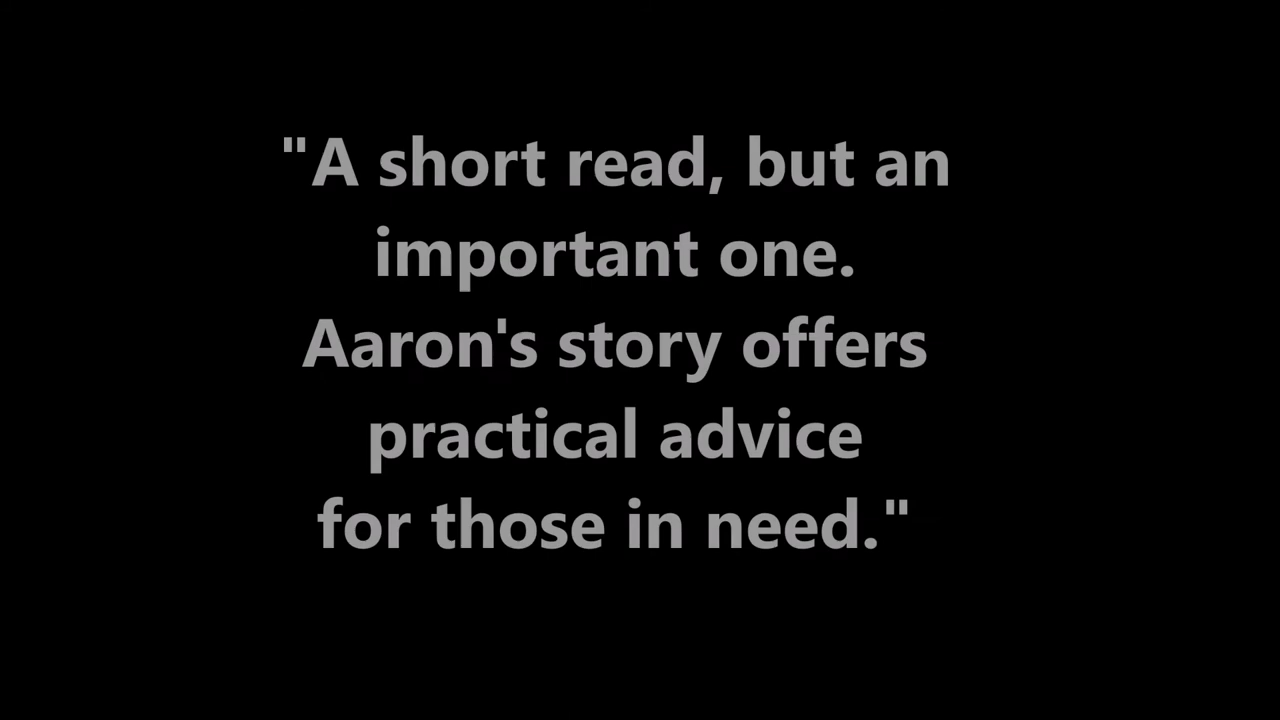 "A short read, but an
important one.
Aaron's story offers
practical advice
for those in need."